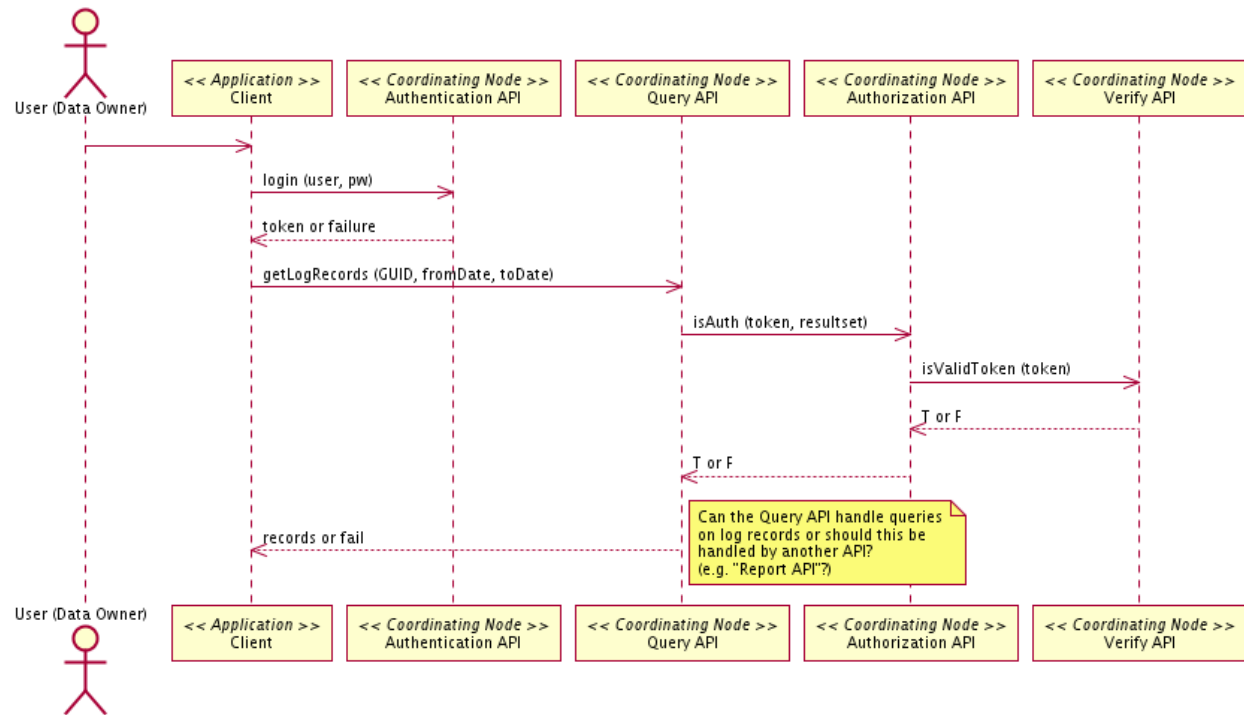 << Application >>
Client
<< Coordinating Node >>
Authentication API
<< Coordinating Node >>
Query API
<< Coordinating Node >>
Authorization API
<< Coordinating Node >>
Verify API
User (Data Owner)
login (user, pw)
token or failure
getLogRecords (GUID, fromDate, toDate)
isAuth (token, resultset)
isValidToken (token)
T or F
T or F
Can the Query API handle queries
on log records or should this be
handled by another API?
(e.g. "Report API"?)
records or fail
User (Data Owner)
<< Application >>
Client
<< Coordinating Node >>
Authentication API
<< Coordinating Node >>
Query API
<< Coordinating Node >>
Authorization API
<< Coordinating Node >>
Verify API